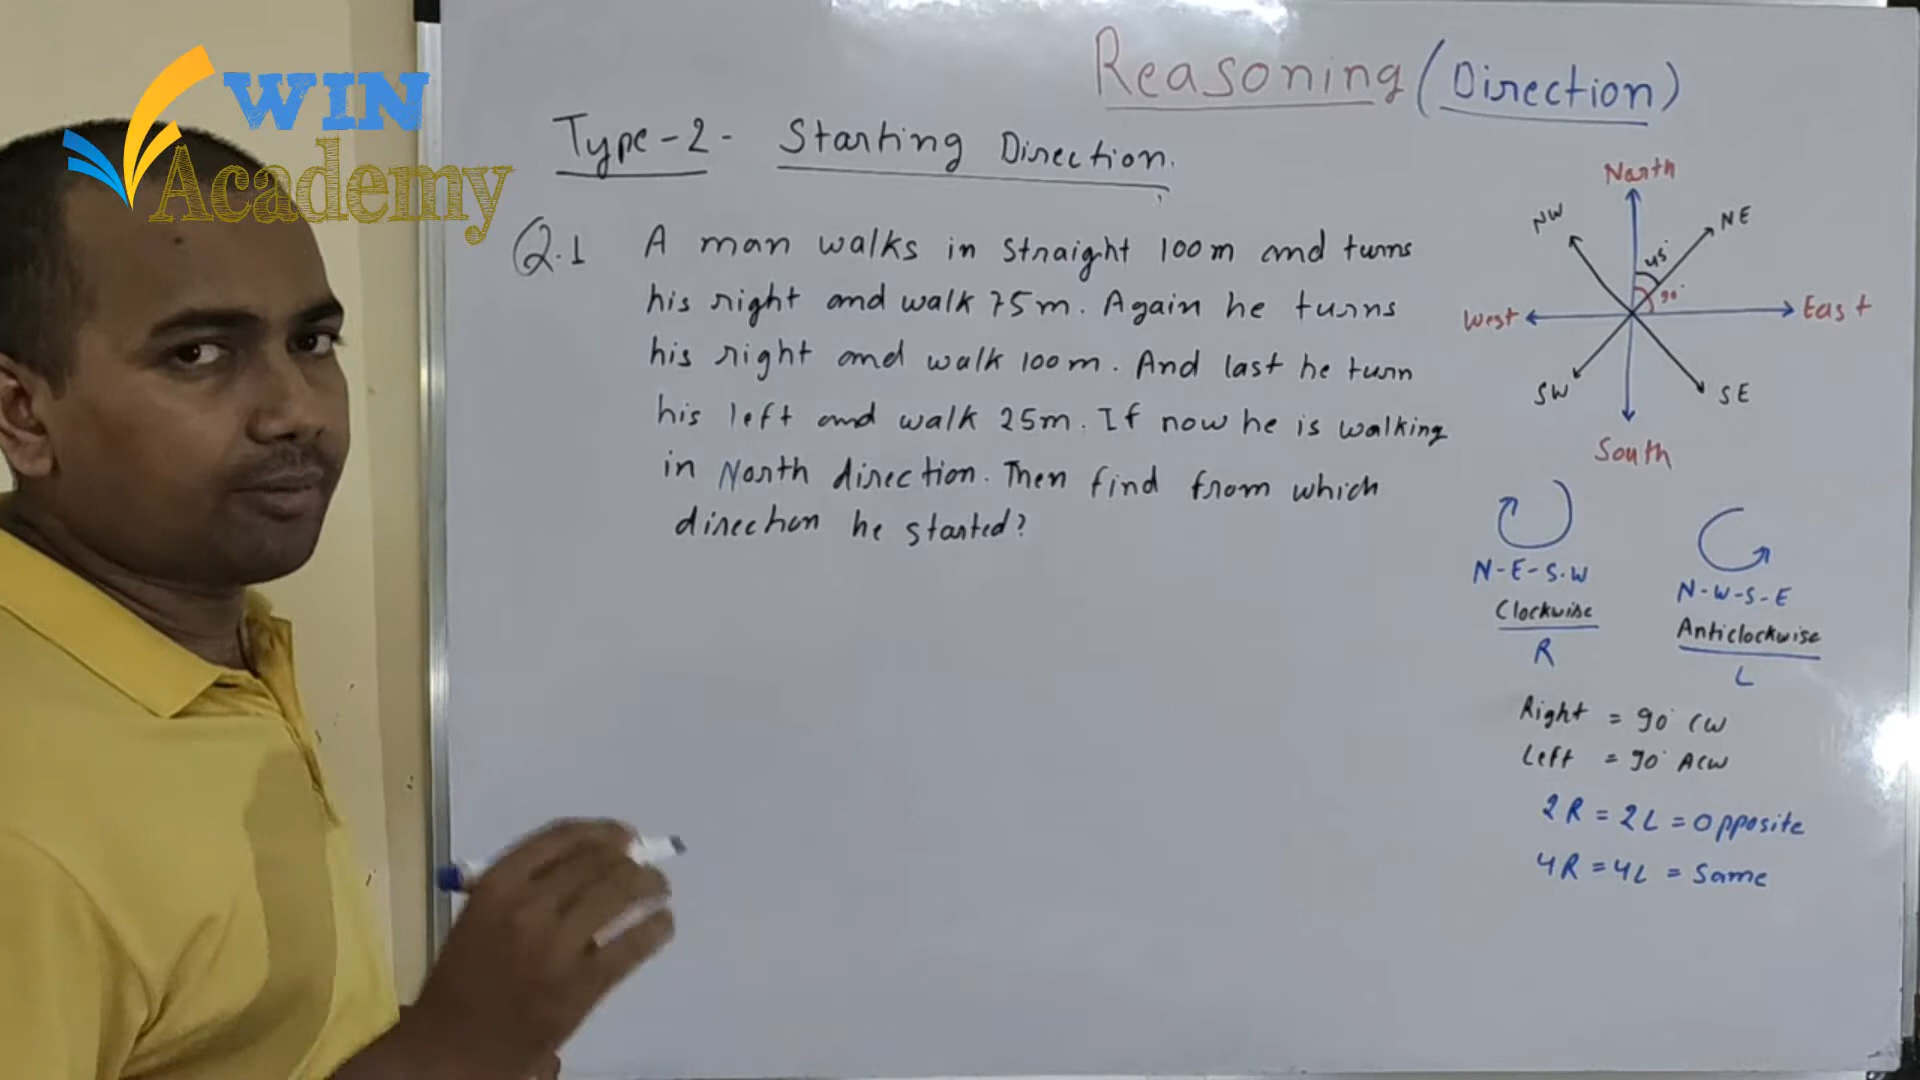 WIN
Academy
Reasoning (Direction)
Type-2- Starting Direction.
Q.1 A man walks in straight 100m and turns
his right and walk 75m. Again he turns
his right and walk 100m. And last he turn
his left and walk 25m. If now he is walking
in North direction. Then find from which
direction he started?
North
NW
NE
45°
90°
West
East
SW
SE
South
N-E-S-W
Clockwise
R
N-W-S-E
Anticlockwise
L
Right = 90° CW
Left = 90° ACW
2R = 2L = Opposite
4R = 4L = Same